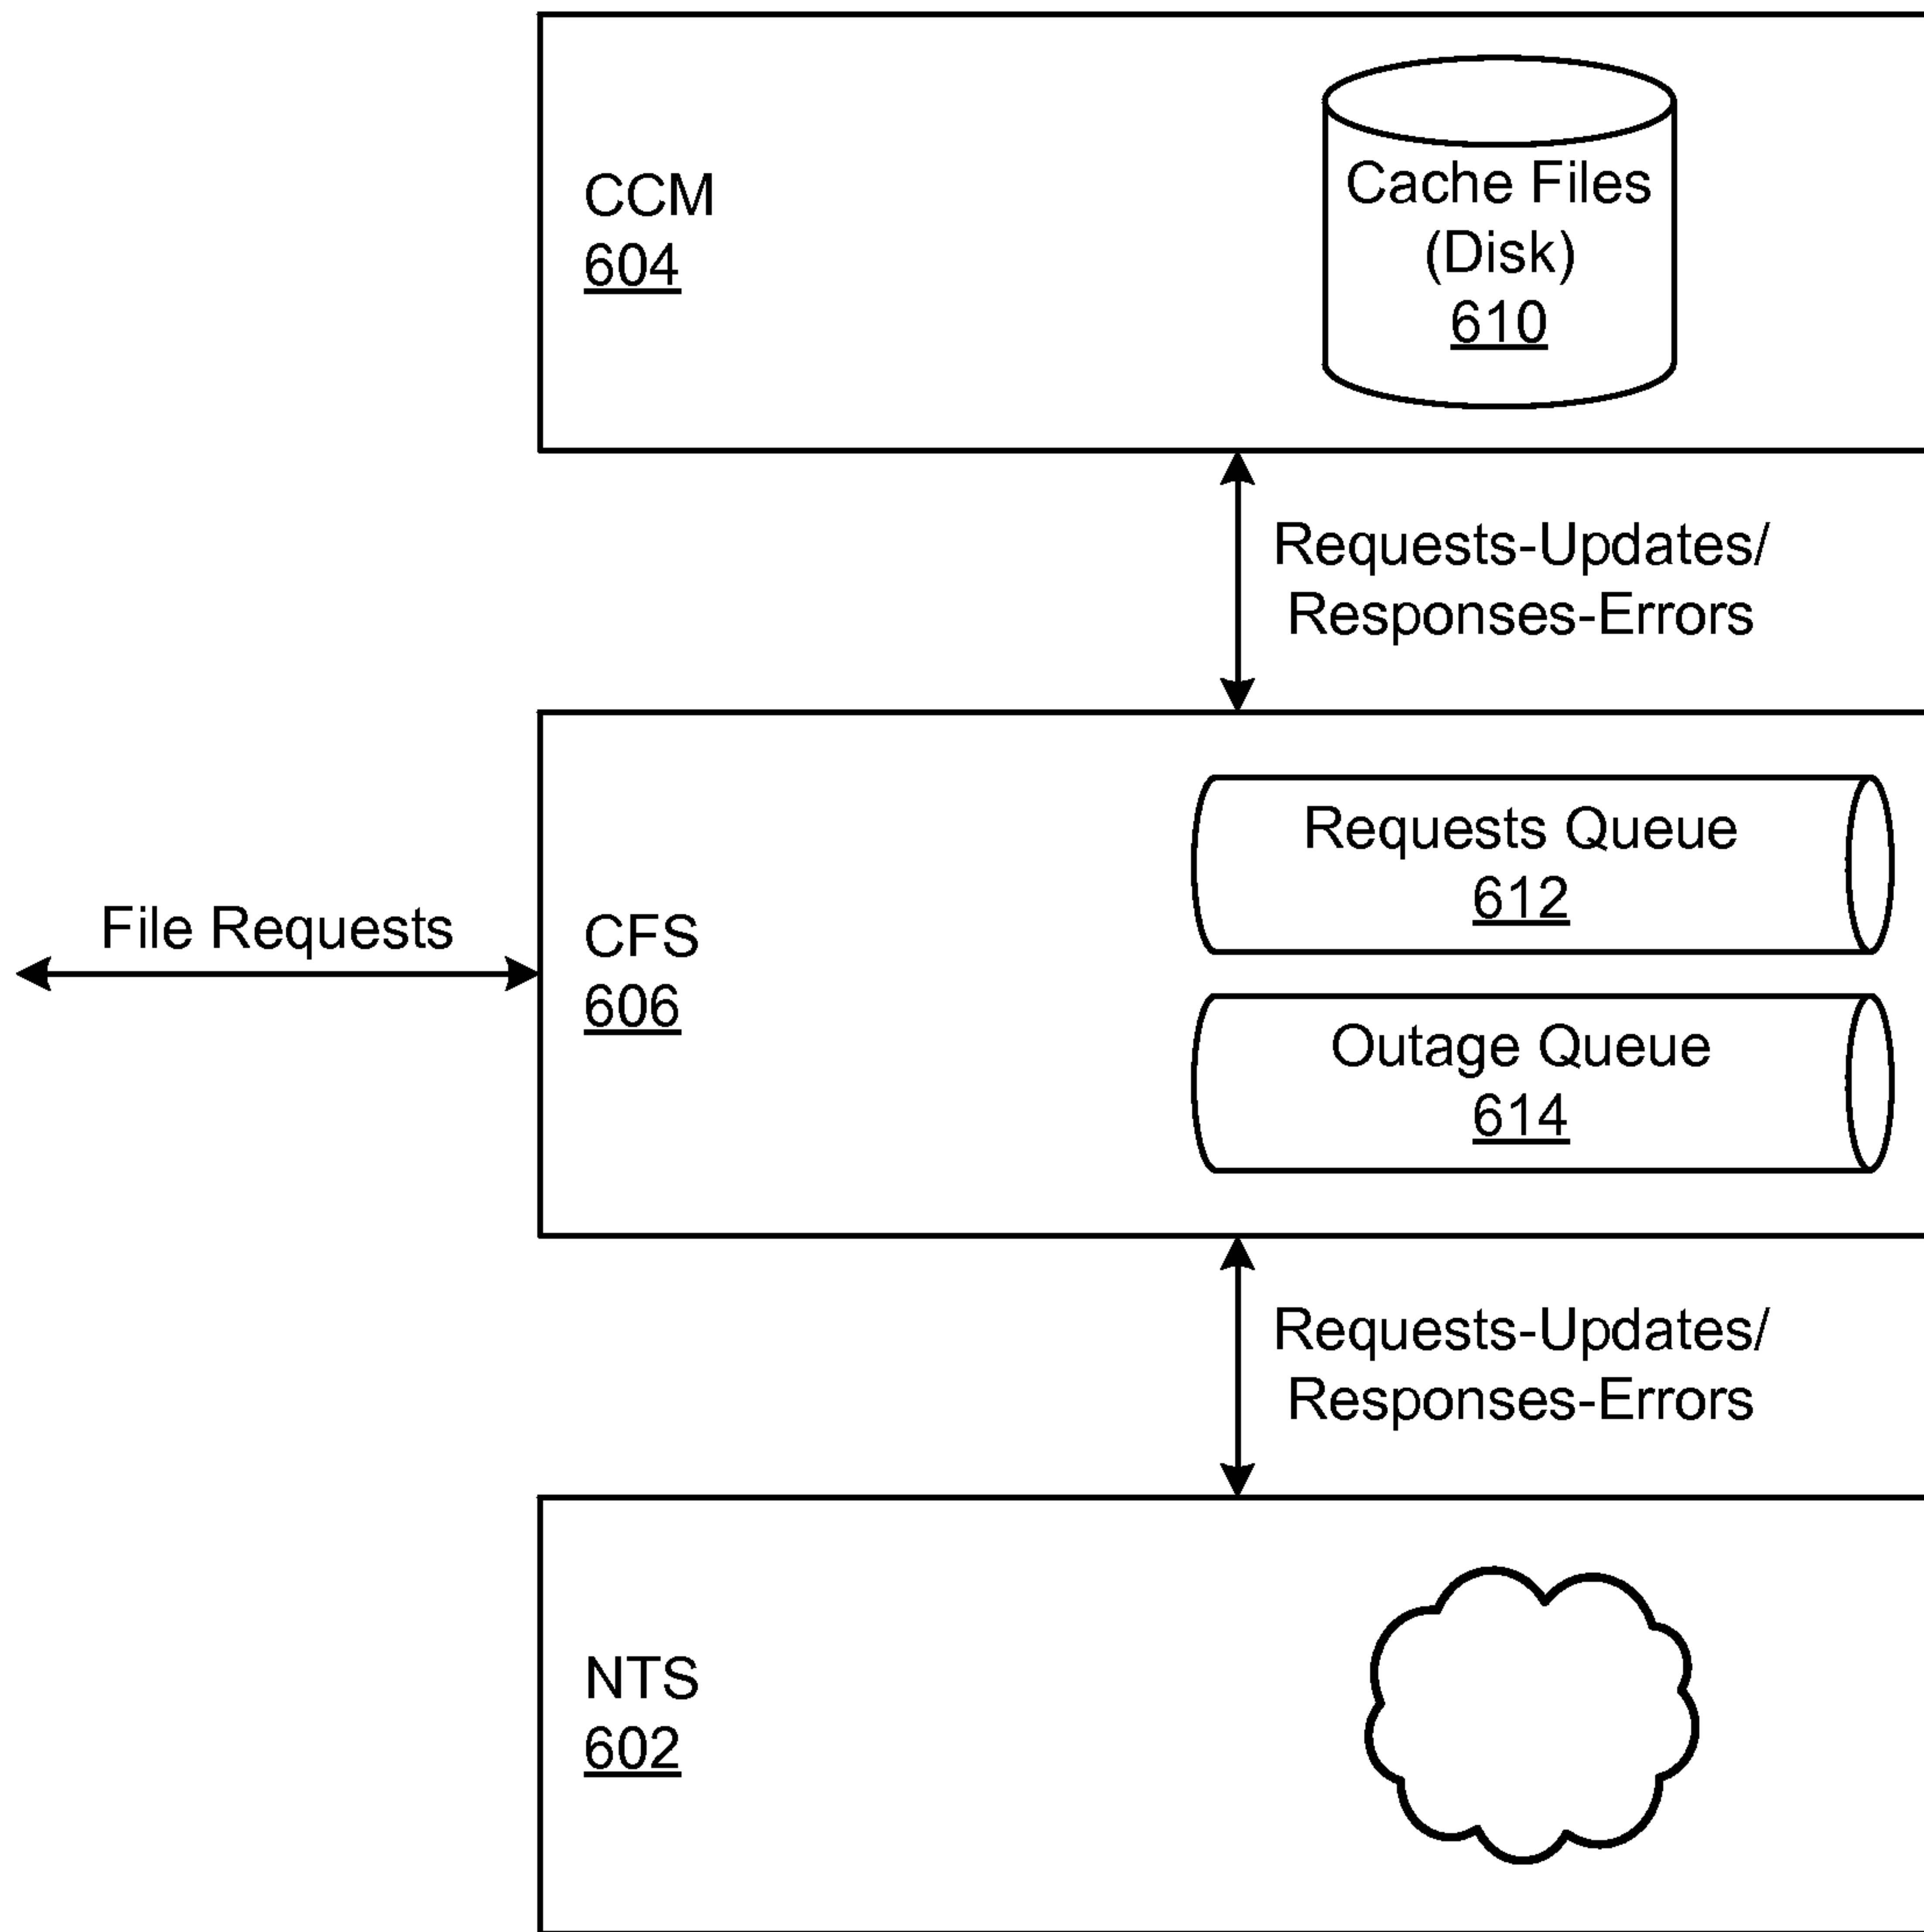 CCM
604
Cache Files
(Disk)
610
Requests-Updates/
Responses-Errors
File Requests
CFS
606
Requests Queue
612
Outage Queue
614
Requests-Updates/
Responses-Errors
NTS
602